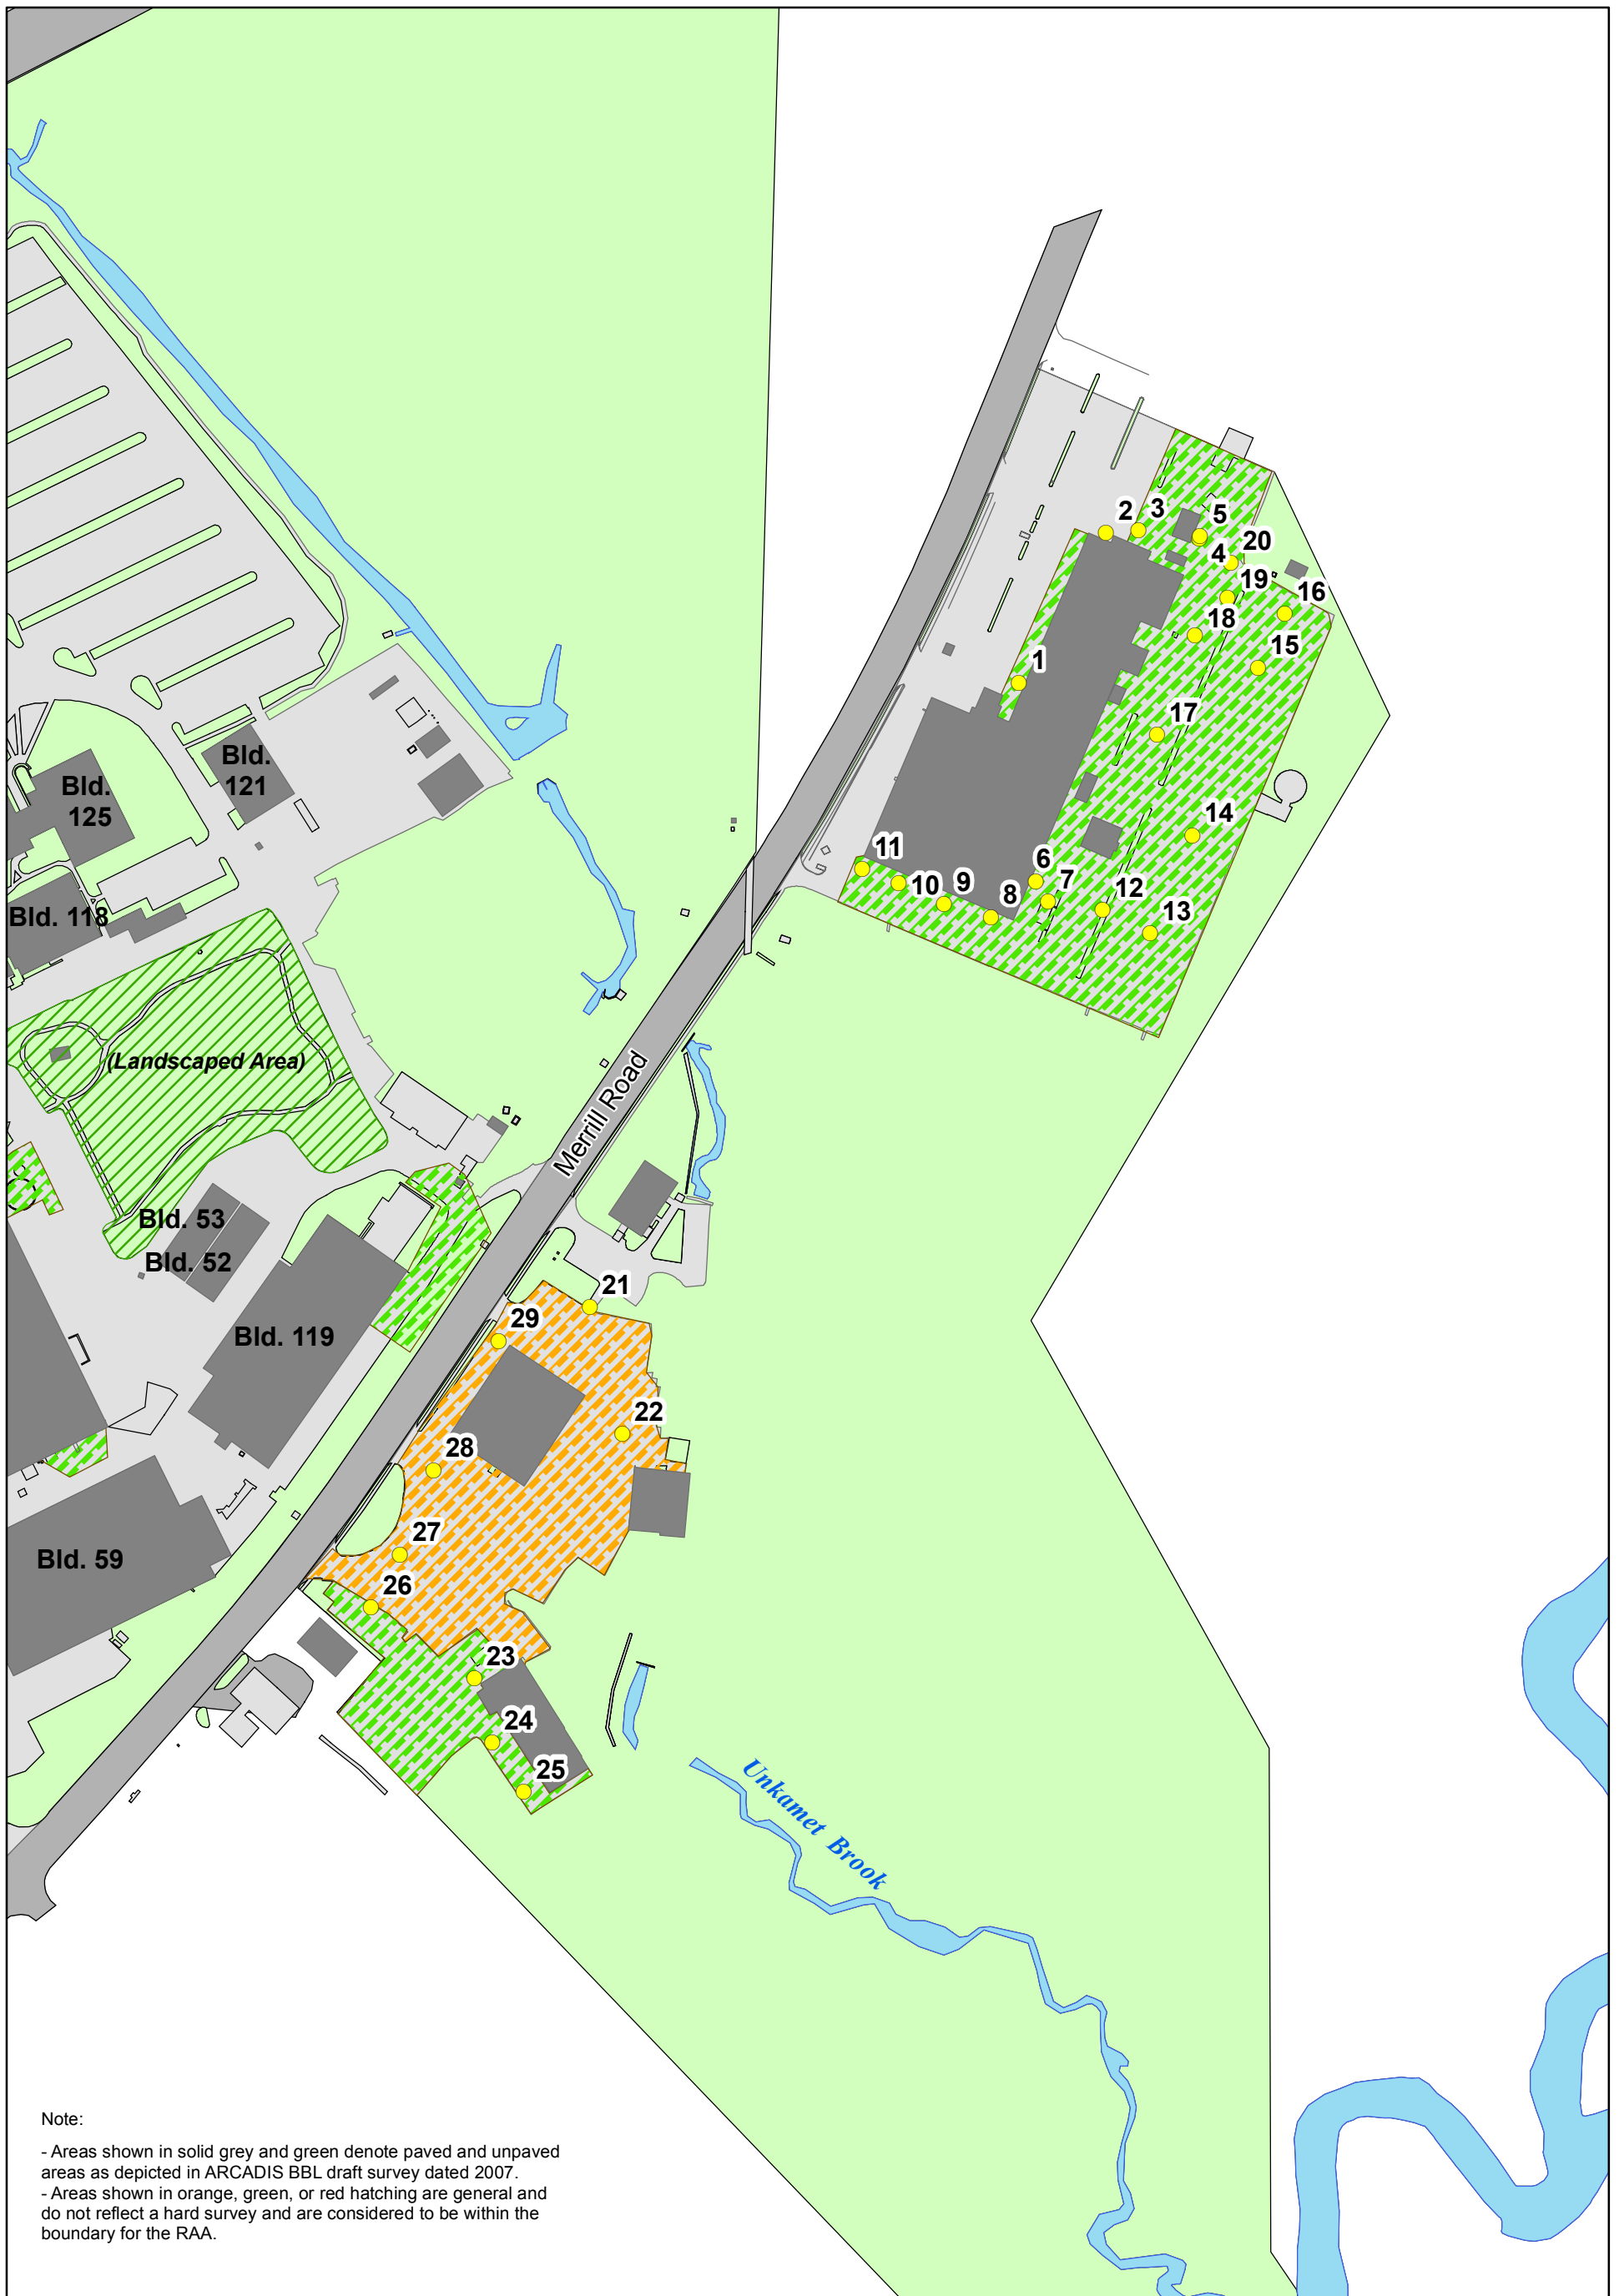 2
3
5
4
20
19
16
18
15
1
17
14
11
6
10
9
7
8
12
13
Bld.
121
Bld.
125
Bld. 118
(Landscaped Area)
Merrill Road
Bld. 53
Bld. 52
Bld. 119
21
29
22
28
27
Bld. 59
26
23
24
25
Unkamet Brook
Note:
- Areas shown in solid grey and green denote paved and unpaved
areas as depicted in ARCADIS BBL draft survey dated 2007.
- Areas shown in orange, green, or red hatching are general and
do not reflect a hard survey and are considered to be within the
boundary for the RAA.